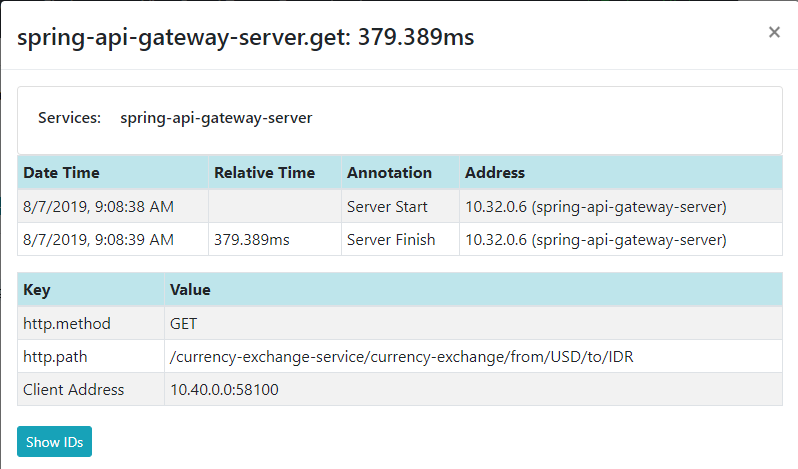 spring-api-gateway-server.get: 379.389ms ×
Services: spring-api-gateway-server
Date Time Relative Time Annotation Address
8/7/2019, 9:08:38 AM Server Start 10.32.0.6 (spring-api-gateway-server)
8/7/2019, 9:08:39 AM 379.389ms Server Finish 10.32.0.6 (spring-api-gateway-server)
Key Value
http.method GET
http.path /currency-exchange-service/currency-exchange/from/USD/to/IDR
Client Address 10.40.0.0:58100
Show IDs